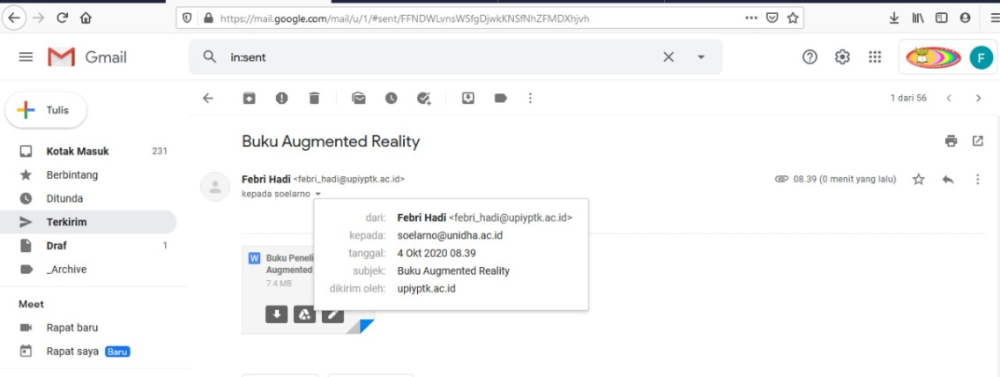 https://mail.google.com/mail/u/1/#sent/FFNDWLvnsWSfgDjwkKNSfNhZFMDXhjvh
Gmail
in:sent
F
Tulis
1 dari 56
Kotak Masuk 231
Berbintang
Ditunda
Terkirim
Draf 1
_Archive
Meet
Rapat baru
Rapat saya Baru
Buku Augmented Reality
Febri Hadi <febri_hadi@upiyptk.ac.id>
08.39 (0 menit yang lalu)
kepada soelarno
dari: Febri Hadi <febri_hadi@upiyptk.ac.id>
kepada: soelarno@unidha.ac.id
tanggal: 4 Okt 2020 08.39
subjek: Buku Augmented Reality
dikirim oleh: upiyptk.ac.id
W Buku Peneli
Augmented
7.4 MB